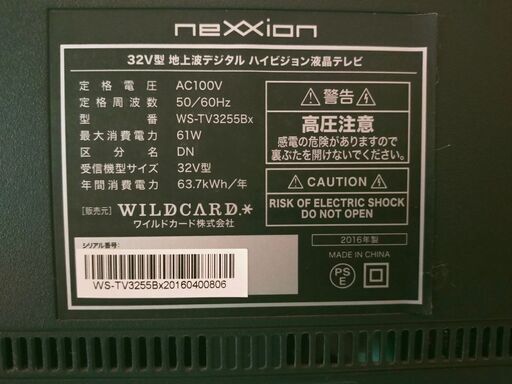 neXXion
32V型 地上波デジタル ハイビジョン液晶テレビ
定格電圧 AC100V
定格周波数 50/60Hz
型番 WS-TV3255Bx
最大消費電力 61W
区分名 DN
受信機型サイズ 32V型
年間消費電力 63.7kWh/年
[販売元] WILDCARD.*
ワイルドカード株式会社
シリアル番号:
WS-TV3255Bx20160400806
⚠警告⚠
高圧注意
感電の危険がありますので
裏ぶたを開けないでください。
⚠CAUTION⚠
RISK OF ELECTRIC SHOCK
DO NOT OPEN
2016年製
MADE IN CHINA
PS
E